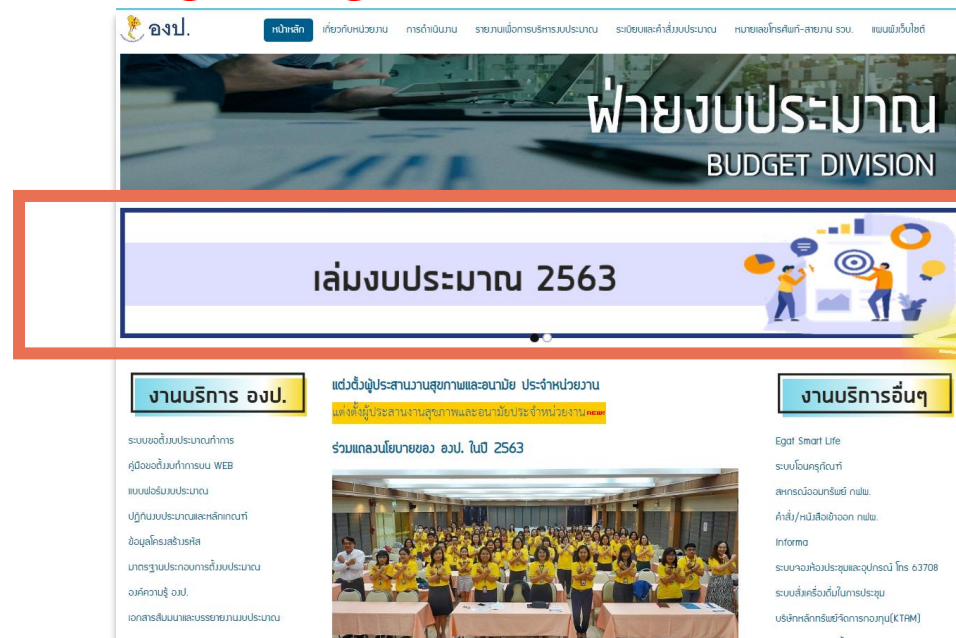 องป.
หน้าหลัก เกี่ยวกับหน่วยงาน การดำเนินงาน รายงานเพื่อการบริหารงบประมาณ ระเบียบและคำสั่งงบประมาณ หมายเลขโทรศัพท์-สายงาน รวบ. แผนผังเว็บไซต์
ฝ่ายงบประมาณ
BUDGET DIVISION
เล่มงบประมาณ 2563
งานบริการ องป.
ระบบขอตั้งงบประมาณทำการ
คู่มือขอตั้งงบทำการบน WEB
แบบฟอร์มงบประมาณ
ปฏิทินงบประมาณและหลักเกณฑ์
ข้อมูลโครงสร้างรหัส
มาตรฐานประกอบการตั้งงบประมาณ
องค์ความรู้ องป.
เอกสารสัมมนาและบรรยายงานงบประมาณ
แต่งตั้งผู้ประสานงานสุขภาพและอนามัย ประจำหน่วยงาน
แต่งตั้งผู้ประสานงานสุขภาพและอนามัยประจำหน่วยงาน NEW!
ร่วมแถลงนโยบายของ องป. ในปี 2563
งานบริการอื่นๆ
Egat Smart Life
ระบบโอนครุภัณฑ์
สหกรณ์ออมทรัพย์ กฟผ.
คำสั่ง/หนังสือเข้าออก กฟผ.
Informa
ระบบจองห้องประชุมและอุปกรณ์ โทร 63708
ระบบสั่งเครื่องดื่มในการประชุม
บริษัทหลักทรัพย์จัดการกองทุน(KTAM)